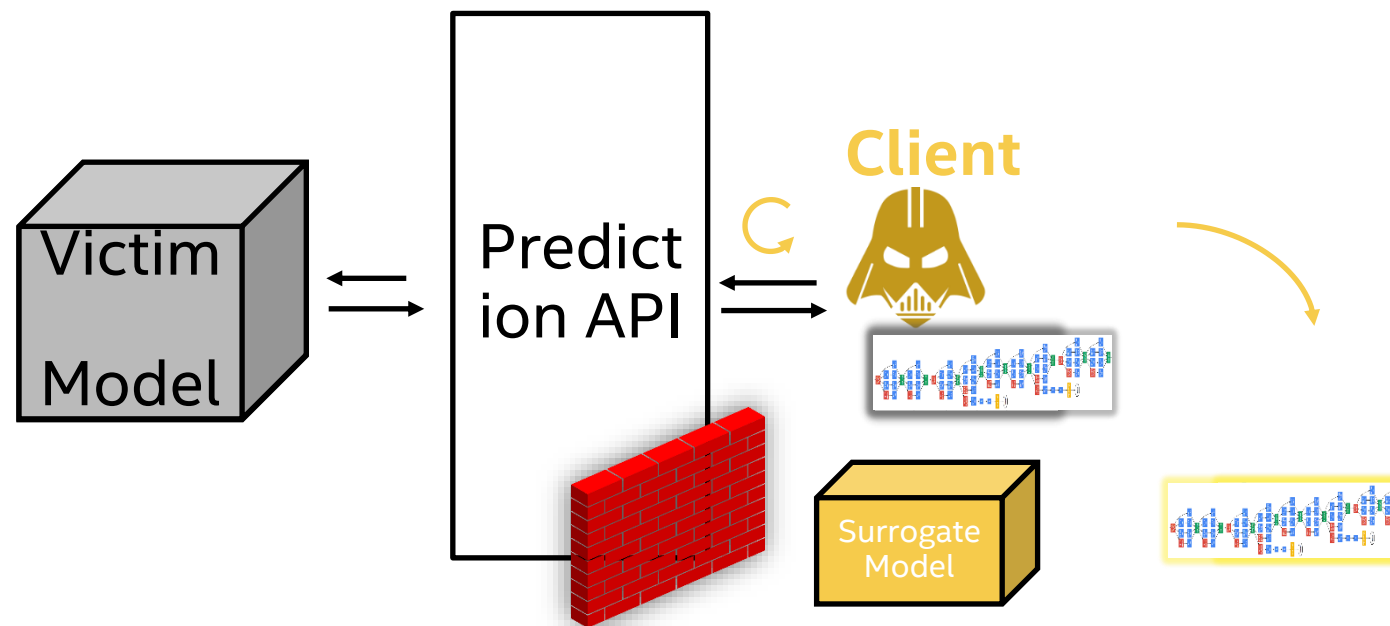 Victim
Model
Predict
ion API
Client
Surrogate
Model